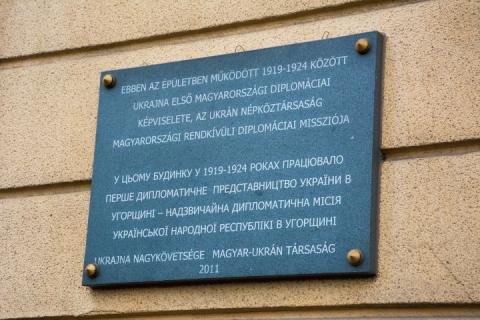 EBBEN AZ ÉPÜLETBEN MŰKÖDÖTT 1919-1924 KÖZÖTT
UKRAJNA ELSŐ MAGYARORSZÁGI DIPLOMÁCIAI
KÉPVISELETE, AZ UKRÁN NÉPKÖZTÁRSASÁG
MAGYARORSZÁGI RENDKÍVÜLI DIPLOMÁCIAI MISSZIÓJA
У ЦЬОМУ БУДИНКУ У 1919-1924 РОКАХ ПРАЦЮВАЛО
ПЕРШЕ ДИПЛОМАТИЧНЕ ПРЕДСТАВНИЦТВО УКРАЇНИ В
УГОРЩИНІ – НАДЗВИЧАЙНА ДИПЛОМАТИЧНА МІСІЯ
УКРАЇНСЬКОЇ НАРОДНОЇ РЕСПУБЛІКІ В УГОРЩИНІ
UKRAJNA NAGYKÖVETSÉGE MAGYAR-UKRÁN TÁRSASÁG
2011